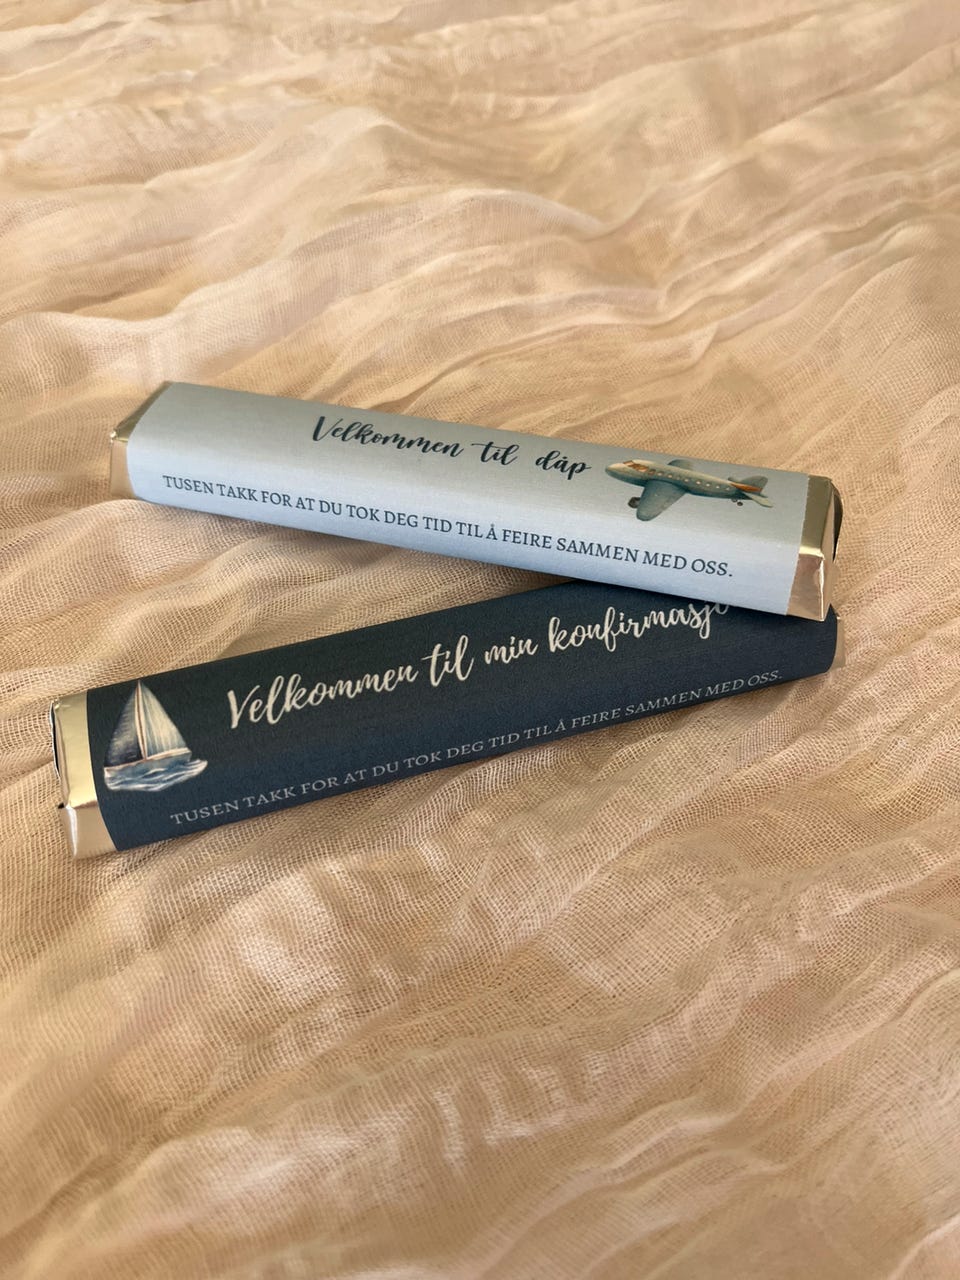 Velkommen til dåp
TUSEN TAKK FOR AT DU TOK DEG TID TIL Å FEIRE SAMMEN MED OSS.
Velkommen til min
TUSEN TAKK FOR AT DU TOK DEG TID TIL Å FEIRE SAMMEN MED OSS.